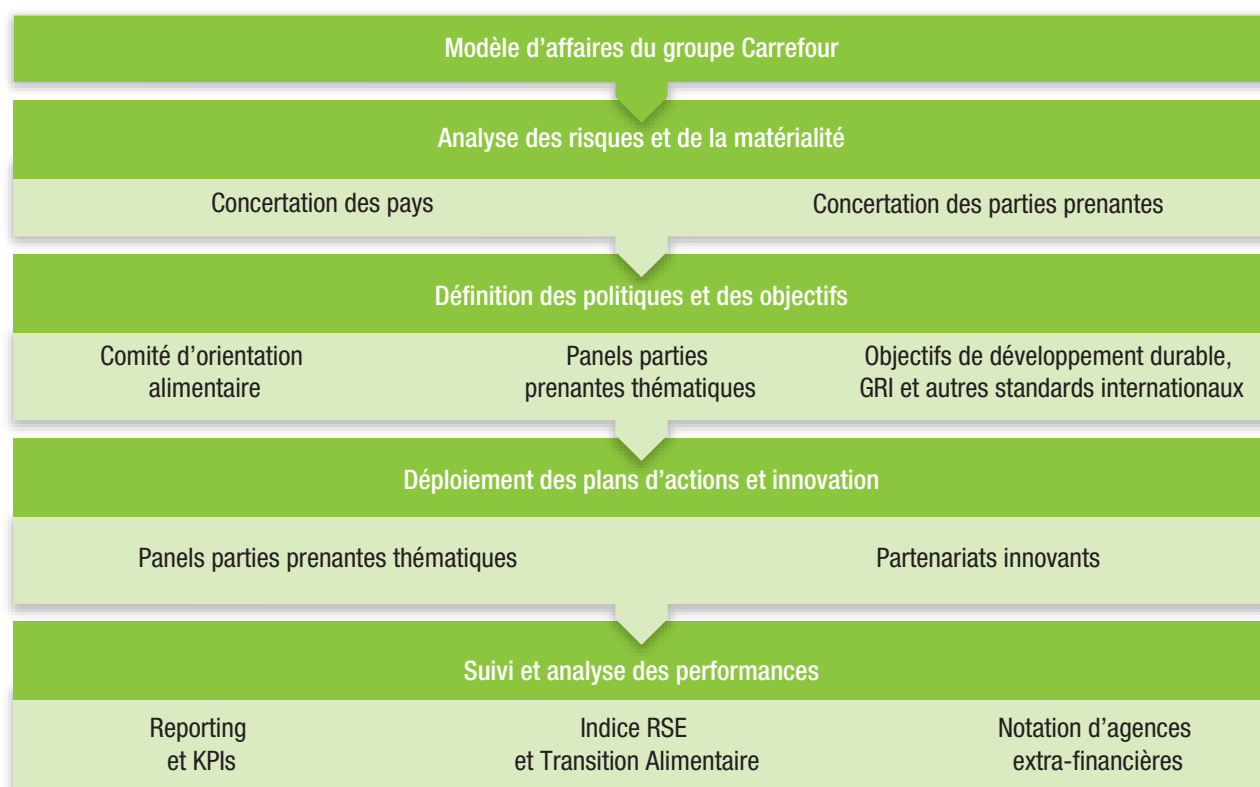 Modèle d’affaires du groupe Carrefour
Analyse des risques et de la matérialité
Concertation des pays
Concertation des parties prenantes
Définition des politiques et des objectifs
Comité d’orientation
alimentaire
Panels parties
prenantes thématiques
Objectifs de développement durable,
GRI et autres standards internationaux
Déploiement des plans d’actions et innovation
Panels parties prenantes thématiques
Partenariats innovants
Suivi et analyse des performances
Reporting
et KPIs
Indice RSE
et Transition Alimentaire
Notation d’agences
extra-financières